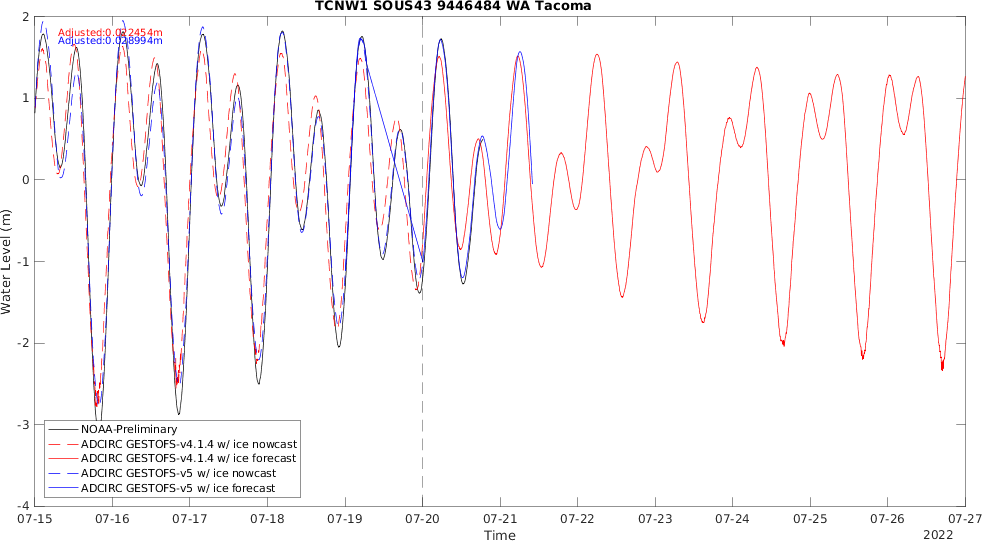 TCNW1 SOUS43 9446484 WA Tacoma
Adjusted:0.022454m
Adjusted:0.028994m
2
1
0
-1
-2
-3
-4
Water Level (m)
NOAA-Preliminary
ADCIRC GESTOFS-v4.1.4 w/ ice nowcast
ADCIRC GESTOFS-v4.1.4 w/ ice forecast
ADCIRC GESTOFS-v5 w/ ice nowcast
ADCIRC GESTOFS-v5 w/ ice forecast
07-15 07-16 07-17 07-18 07-19 07-20 07-21 07-22 07-23 07-24 07-25 07-26 07-27
Time
2022